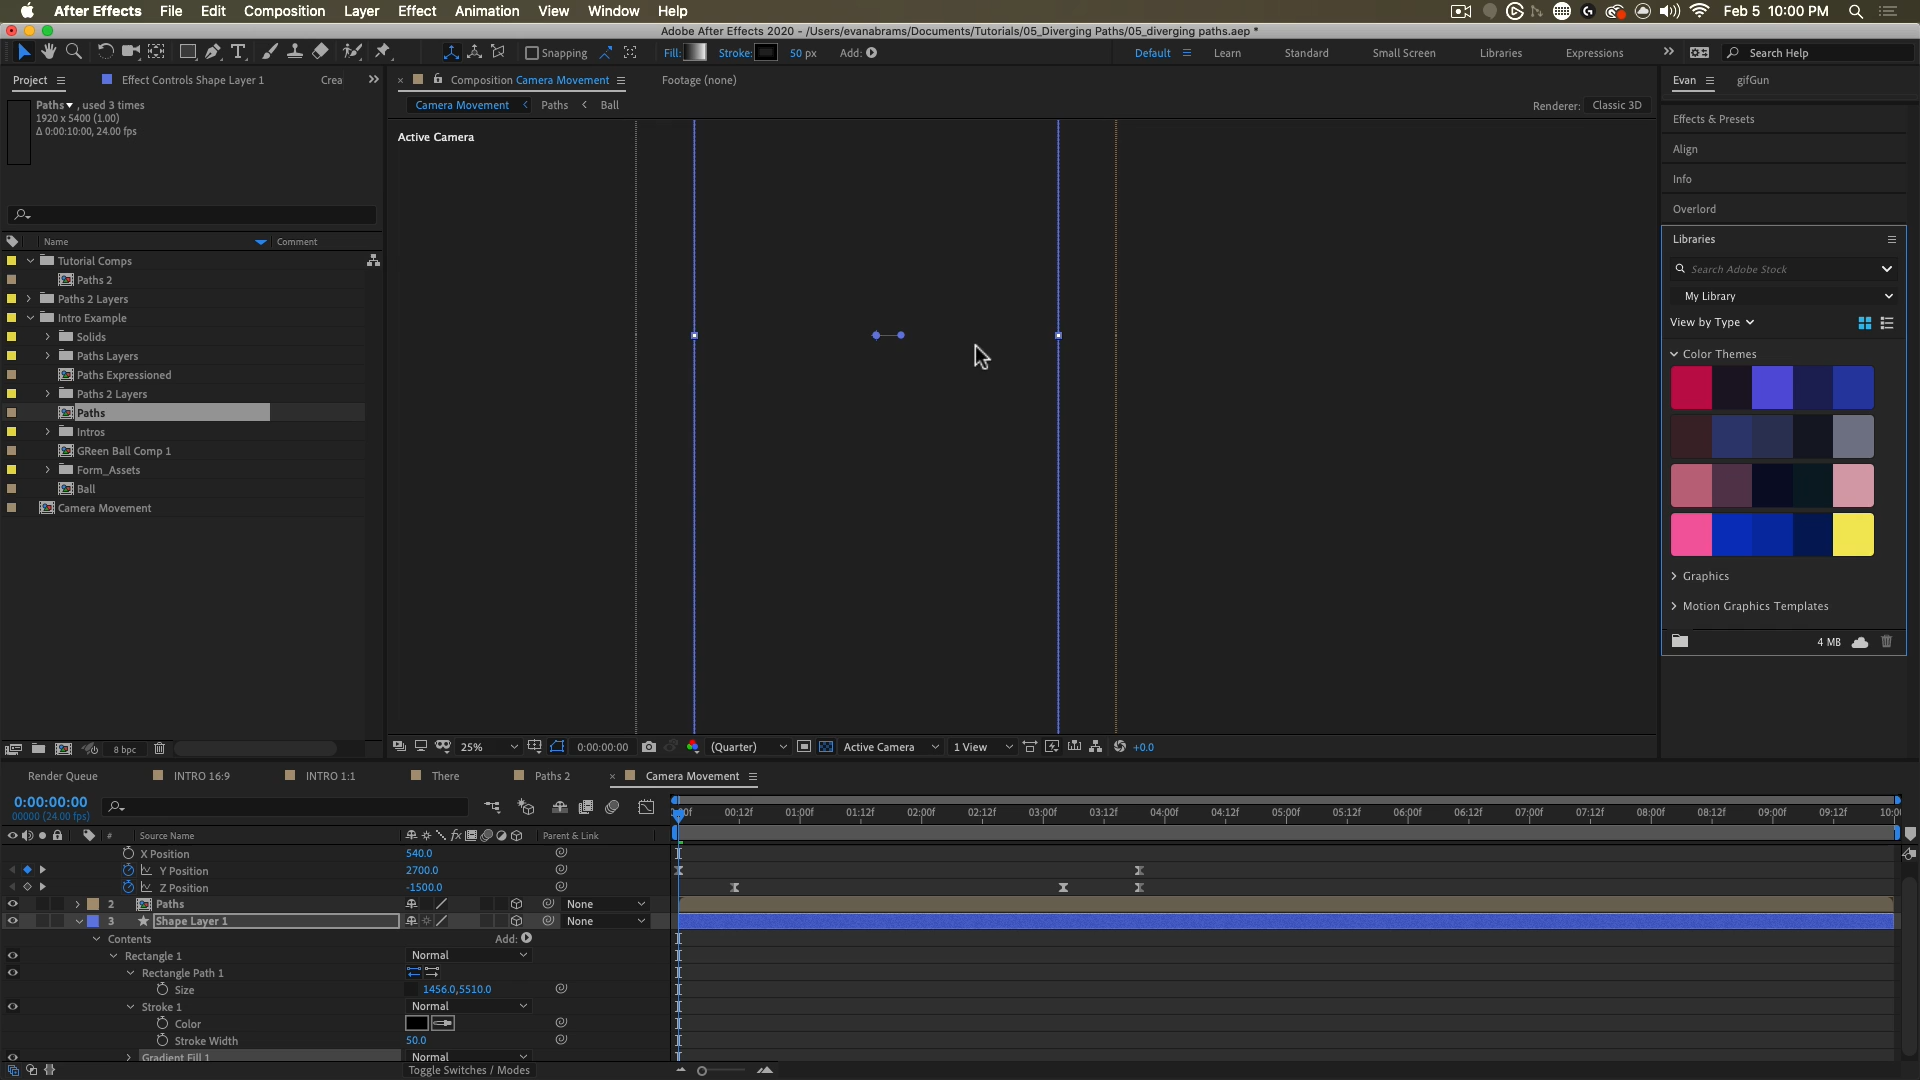 After Effects File Edit Composition Layer Effect Animation View Window Help Feb 5 10:00 PM
Adobe After Effects 2020 - /Users/evanabrams/Documents/Tutorials/05_Diverging Paths/05_diverging paths.aep *
Snapping Fill: Stroke: 50 px Add: Default Learn Standard Small Screen Libraries Expressions Search Help
Project Effect Controls Shape Layer 1 Crea
Composition Camera Movement Footage (none)
Evan gifGun
Paths , used 3 times
1920 x 5400 (1.00)
Δ 0:00:10:00, 24.00 fps
Camera Movement Paths Ball
Renderer: Classic 3D
Active Camera
Effects & Presets
Align
Info
Overlord
Libraries
Search Adobe Stock
My Library
View by Type
Color Themes
Graphics
Motion Graphics Templates
4 MB
Name Comment
Tutorial Comps
Paths 2
Paths 2 Layers
Intro Example
Solids
Paths Layers
Paths Expressioned
Paths 2 Layers
Paths
Intros
GReen Ball Comp 1
Form_Assets
Ball
Camera Movement
8 bpc
25% 0:00:00:00 (Quarter) Active Camera 1 View +0.0
Render Queue INTRO 16:9 INTRO 1:1 There Paths 2 Camera Movement
0:00:00:00
00000 (24.00 fps)
00:12f 01:00f 01:12f 02:00f 02:12f 03:00f 03:12f 04:00f 04:12f 05:00f 05:12f 06:00f 06:12f 07:00f 07:12f 08:00f 08:12f 09:00f 09:12f
# Source Name Parent & Link
X Position 540.0
Y Position 2700.0
Z Position -1500.0
2 Paths None
3 Shape Layer 1 None
Contents Add:
Rectangle 1 Normal
Rectangle Path 1
Size 1456.0,5510.0
Stroke 1 Normal
Color
Stroke Width 50.0
Gradient Fill 1 Normal
Toggle Switches / Modes